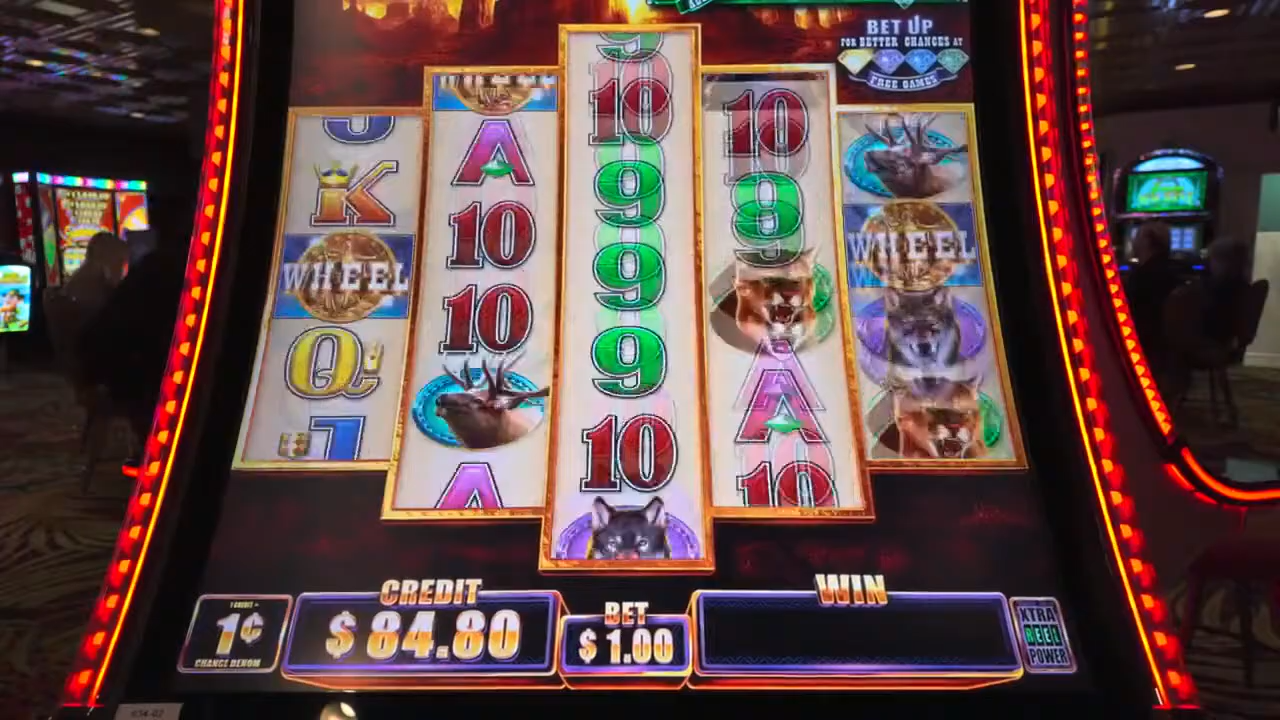 BET UP
FOR BETTER CHANCES AT
FREE GAMES
J
K
WHEEL
Q
J
WHEEL
A
10
10
A
9
10
9
9
9
10
10
9
A
10
WHEEL
1 CREDIT =
1¢
CHANGE DENOM
CREDIT
$ 84.80
BET
$ 1.00
WIN
XTRA
REEL
POWER